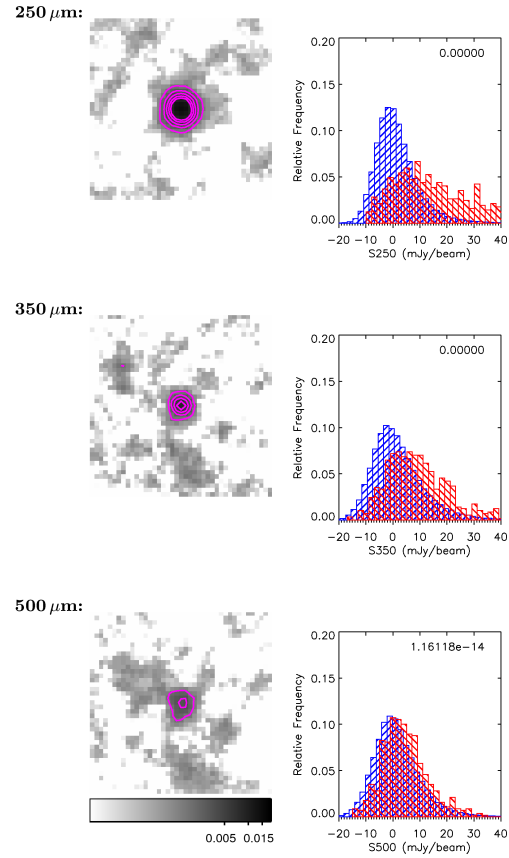 250 μm:
0.20
0.00000
0.15
Relative Frequency
0.10
0.05
0.00
−20 −10 0 10 20 30 40
S250 (mJy/beam)
350 μm:
0.20
0.00000
0.15
Relative Frequency
0.10
0.05
0.00
−20 −10 0 10 20 30 40
S350 (mJy/beam)
500 μm:
0.20
1.16118e−14
0.15
Relative Frequency
0.10
0.05
0.00
−20 −10 0 10 20 30 40
S500 (mJy/beam)
0.005 0.015